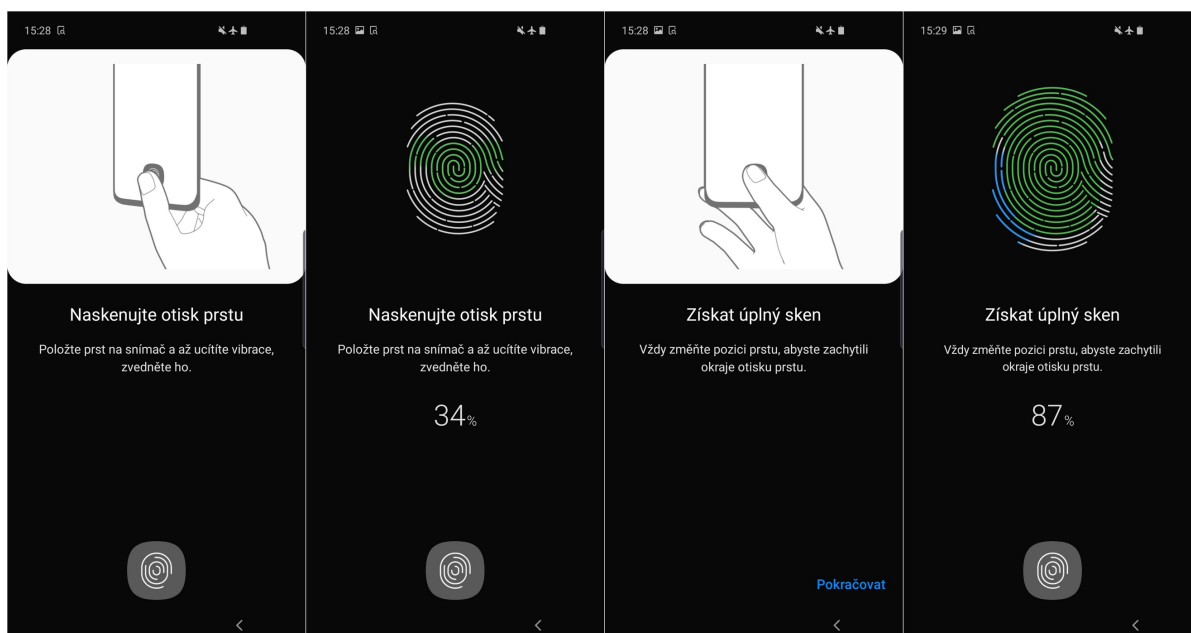 15:28
Naskenujte otisk prstu
Položte prst na snímač a až ucítíte vibrace,
zvedněte ho.
15:28
Naskenujte otisk prstu
Položte prst na snímač a až ucítíte vibrace,
zvedněte ho.
34%
15:28
Získat úplný sken
Vždy změňte pozici prstu, abyste zachytili
okraje otisku prstu.
Pokračovat
15:29
Získat úplný sken
Vždy změňte pozici prstu, abyste zachytili
okraje otisku prstu.
87%